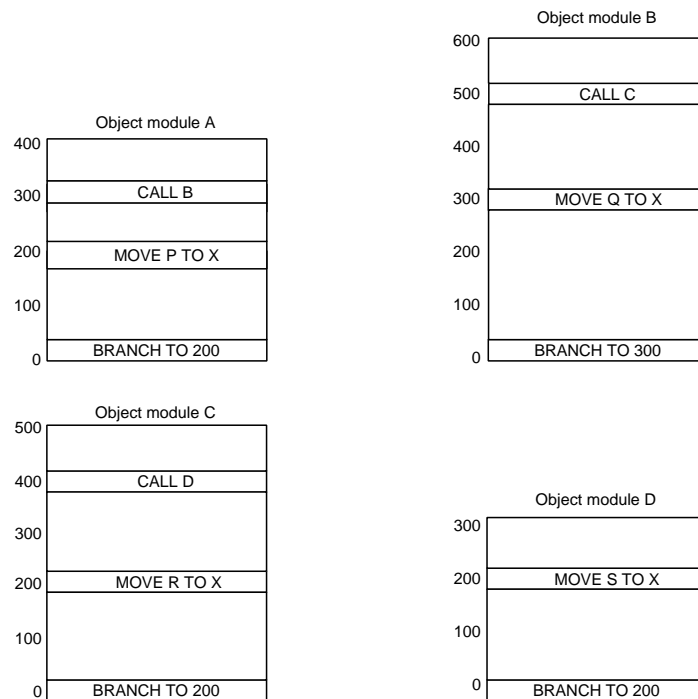 Object module A
400
300
CALL B
200
MOVE P TO X
100
0
BRANCH TO 200
Object module B
600
500
CALL C
400
300
MOVE Q TO X
200
100
0
BRANCH TO 300
Object module C
500
400
CALL D
300
200
MOVE R TO X
100
0
BRANCH TO 200
Object module D
300
200
MOVE S TO X
100
0
BRANCH TO 200